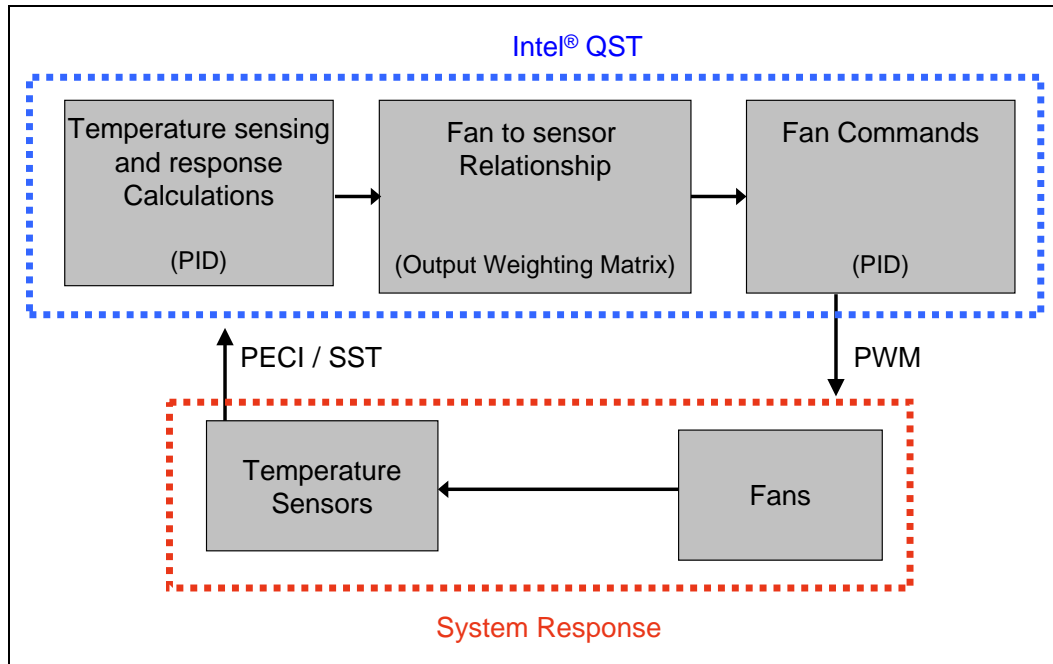 Intel® QST
Temperature sensing
and response
Calculations
(PID)
Fan to sensor
Relationship
(Output Weighting Matrix)
Fan Commands
(PID)
PECI / SST
PWM
Temperature
Sensors
Fans
System Response